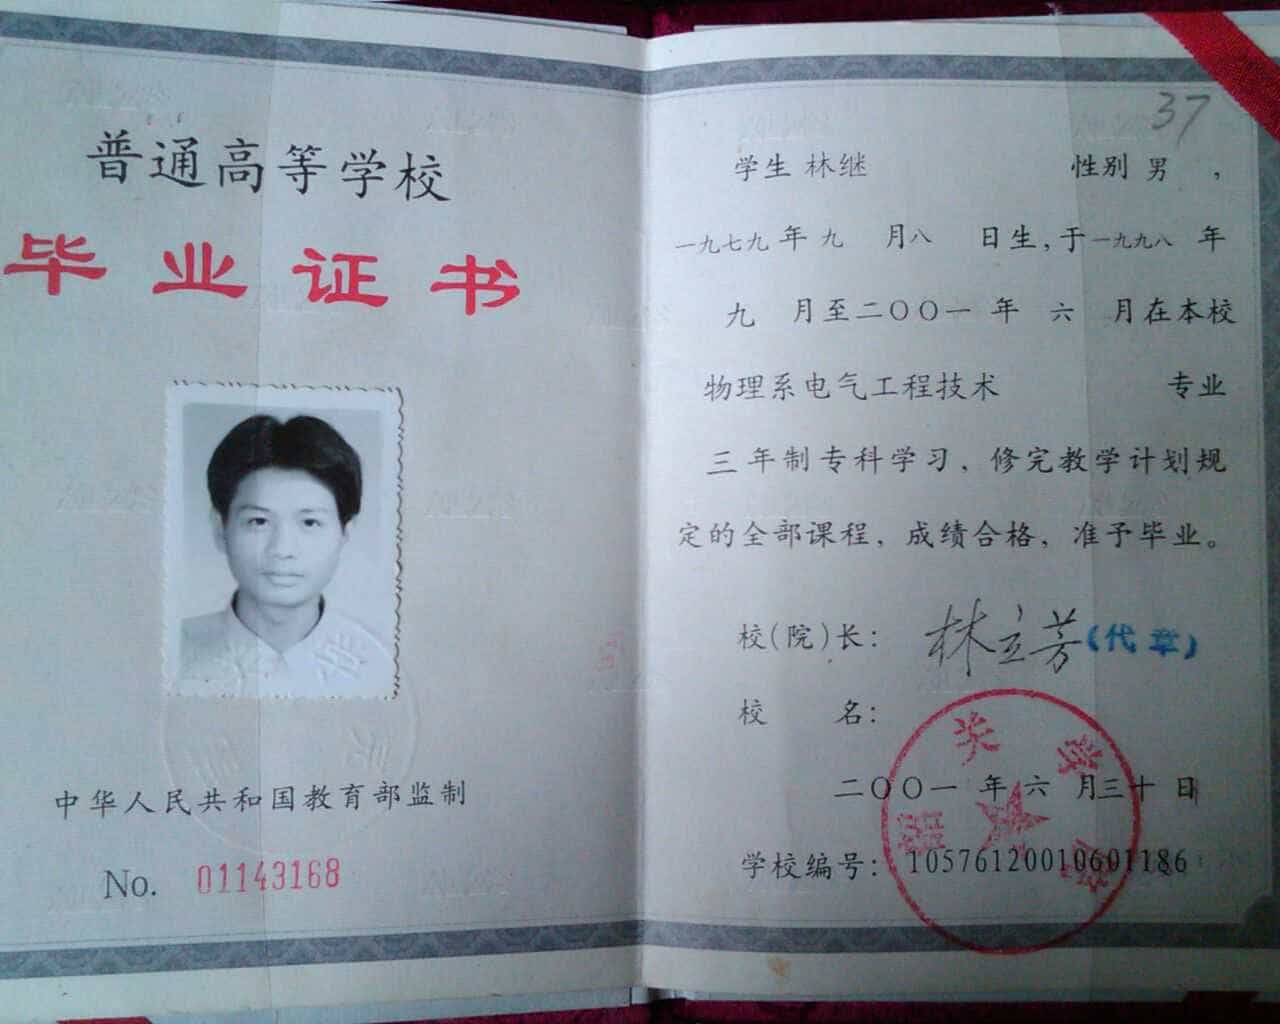 普通高等学校
毕业证书
中华人民共和国教育部监制
No. 01143168
37
学生 林继 性别 男 ,
一九七九 年 九 月八 日生,于一九九八 年
九 月至二〇〇一 年 六 月在本校
物理系电气工程技术 专业
三年制专科学习、修完教学计划规
定的全部课程、成绩合格、准予毕业。
校(院)长: 林立芳 (代章)
校 名:
二〇〇一 年 六 月三十 日
学校编号: 10576120010601186
韶关学院